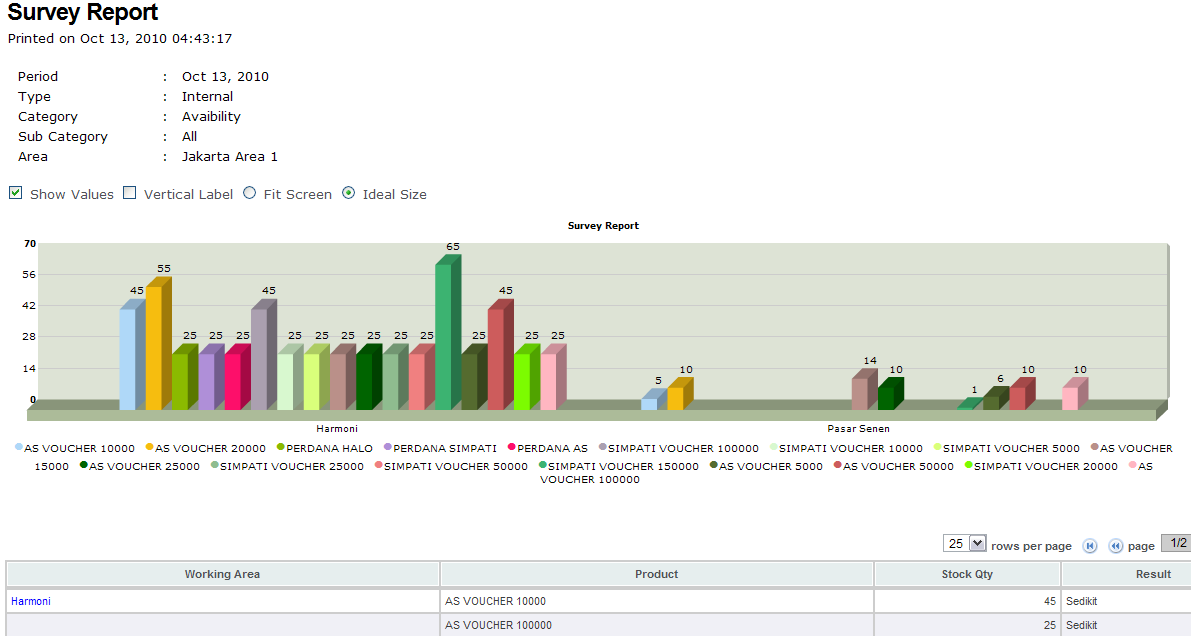 Survey Report
Printed on Oct 13, 2010 04:43:17
Period : Oct 13, 2010
Type : Internal
Category : Avaibility
Sub Category : All
Area : Jakarta Area 1
Show Values Vertical Label Fit Screen Ideal Size
Survey Report
70
56
42
28
14
0
45 55 25 25 25 45 25 25 25 25 25 25 65 25 45 25 25
5 10 14 10 1 6 10 10
Harmoni Pasar Senen
AS VOUCHER 10000 AS VOUCHER 20000 PERDANA HALO PERDANA SIMPATI PERDANA AS SIMPATI VOUCHER 100000 SIMPATI VOUCHER 10000 SIMPATI VOUCHER 5000 AS VOUCHER
15000 AS VOUCHER 25000 SIMPATI VOUCHER 25000 SIMPATI VOUCHER 50000 SIMPATI VOUCHER 150000 AS VOUCHER 5000 AS VOUCHER 50000 SIMPATI VOUCHER 20000 AS
VOUCHER 100000
25 rows per page page 1/2
Working Area Product Stock Qty Result
Harmoni AS VOUCHER 10000 45 Sedikit
AS VOUCHER 100000 25 Sedikit